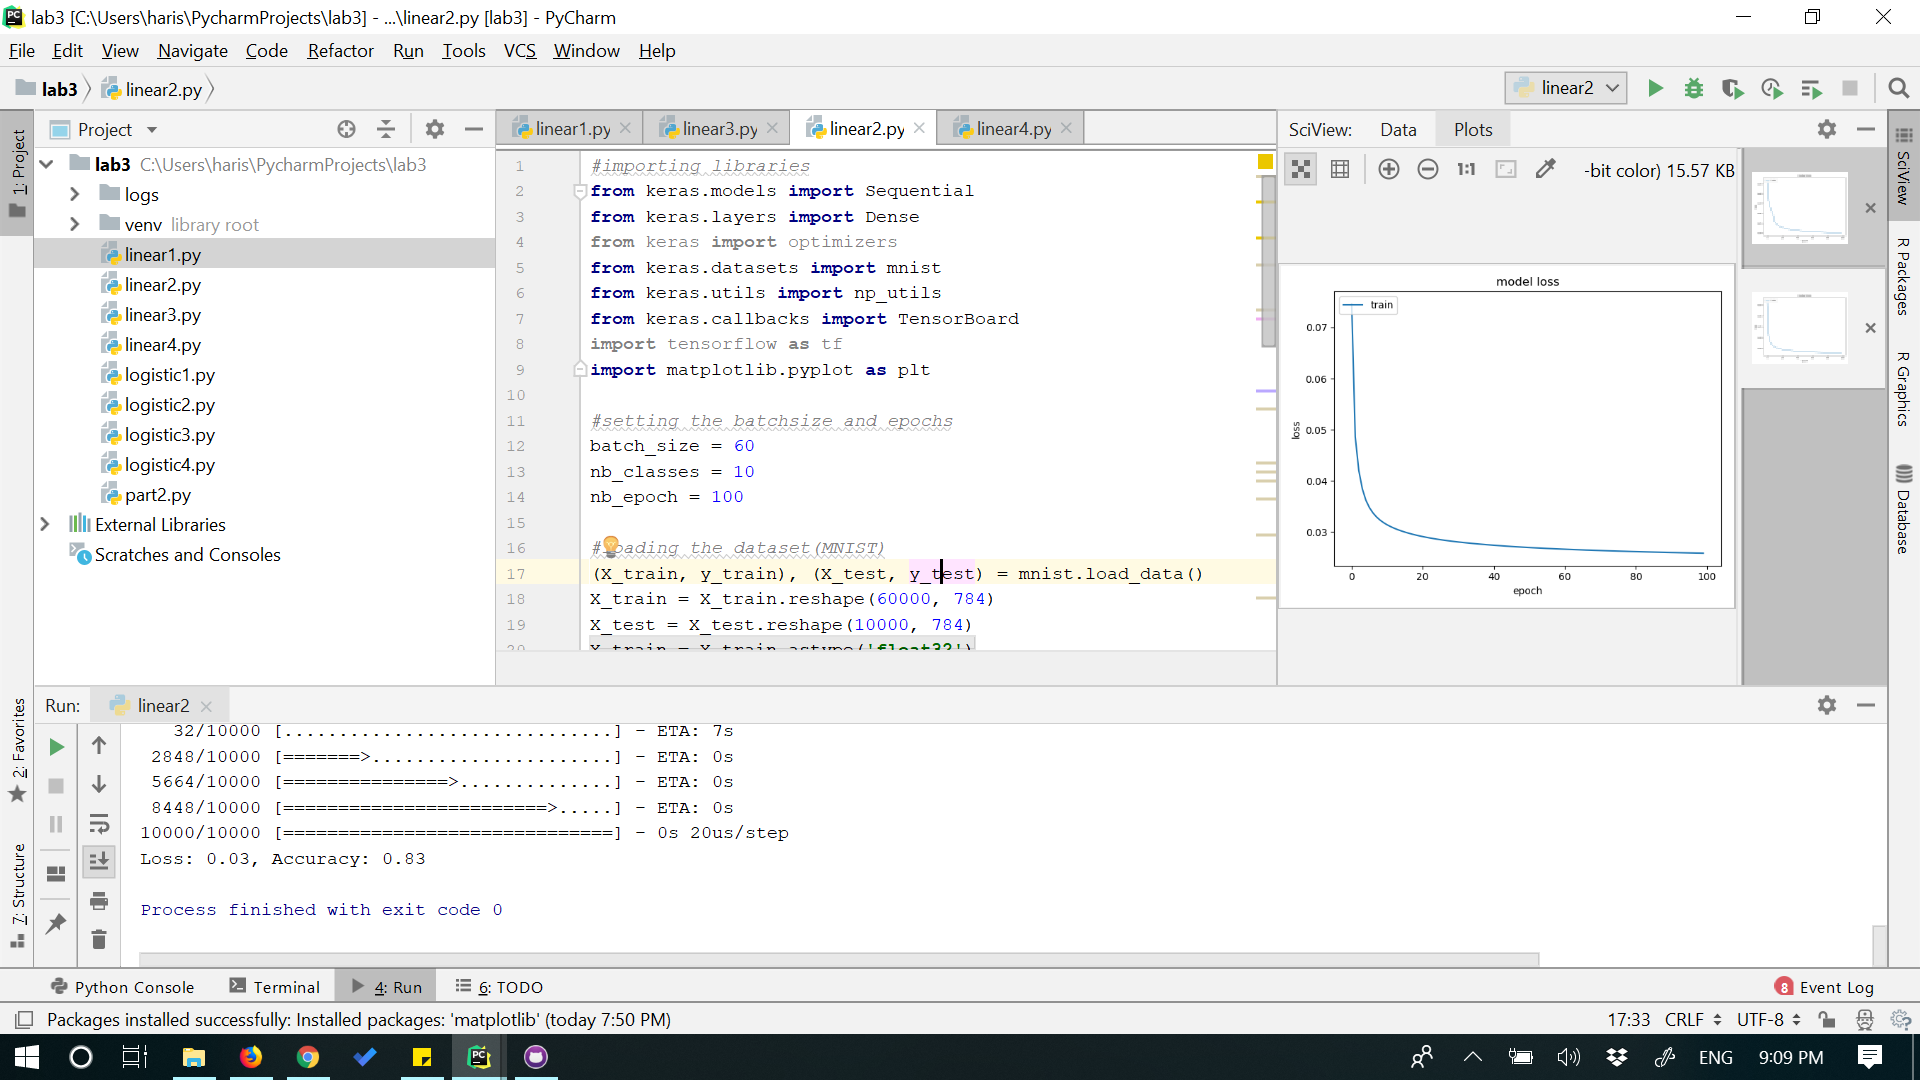 lab3 [C:\Users\haris\PycharmProjects\lab3] - ...\linear2.py [lab3] - PyCharm
File Edit View Navigate Code Refactor Run Tools VCS Window Help
lab3 linear2.py linear2
1: Project
Project
lab3 C:\Users\haris\PycharmProjects\lab3
logs
venv library root
linear1.py
linear2.py
linear3.py
linear4.py
logistic1.py
logistic2.py
logistic3.py
logistic4.py
part2.py
External Libraries
Scratches and Consoles
linear1.py linear3.py linear2.py linear4.py
1 #importing libraries
2 from keras.models import Sequential
3 from keras.layers import Dense
4 from keras import optimizers
5 from keras.datasets import mnist
6 from keras.utils import np_utils
7 from keras.callbacks import TensorBoard
8 import tensorflow as tf
9 import matplotlib.pyplot as plt
10
11 #setting the batchsize and epochs
12 batch_size = 60
13 nb_classes = 10
14 nb_epoch = 100
15
16 #loading the dataset(MNIST)
17 (X_train, y_train), (X_test, y_test) = mnist.load_data()
18 X_train = X_train.reshape(60000, 784)
19 X_test = X_test.reshape(10000, 784)
20 X_train = X_train.astype('float32')
SciView: Data Plots
1:1 -bit color) 15.57 KB
model loss
train
0.07
0.06
0.05
0.04
0.03
loss
0 20 40 60 80 100
epoch
SciView
R Packages
R Graphics
Database
2: Favorites
7: Structure
Run: linear2
32/10000 [..............................] - ETA: 7s
2848/10000 [=======>......................] - ETA: 0s
5664/10000 [===============>..............] - ETA: 0s
8448/10000 [========================>.....] - ETA: 0s
10000/10000 [==============================] - 0s 20us/step
Loss: 0.03, Accuracy: 0.83
Process finished with exit code 0
Python Console Terminal 4: Run 6: TODO 8 Event Log
Packages installed successfully: Installed packages: 'matplotlib' (today 7:50 PM) 17:33 CRLF UTF-8
PC ENG 9:09 PM